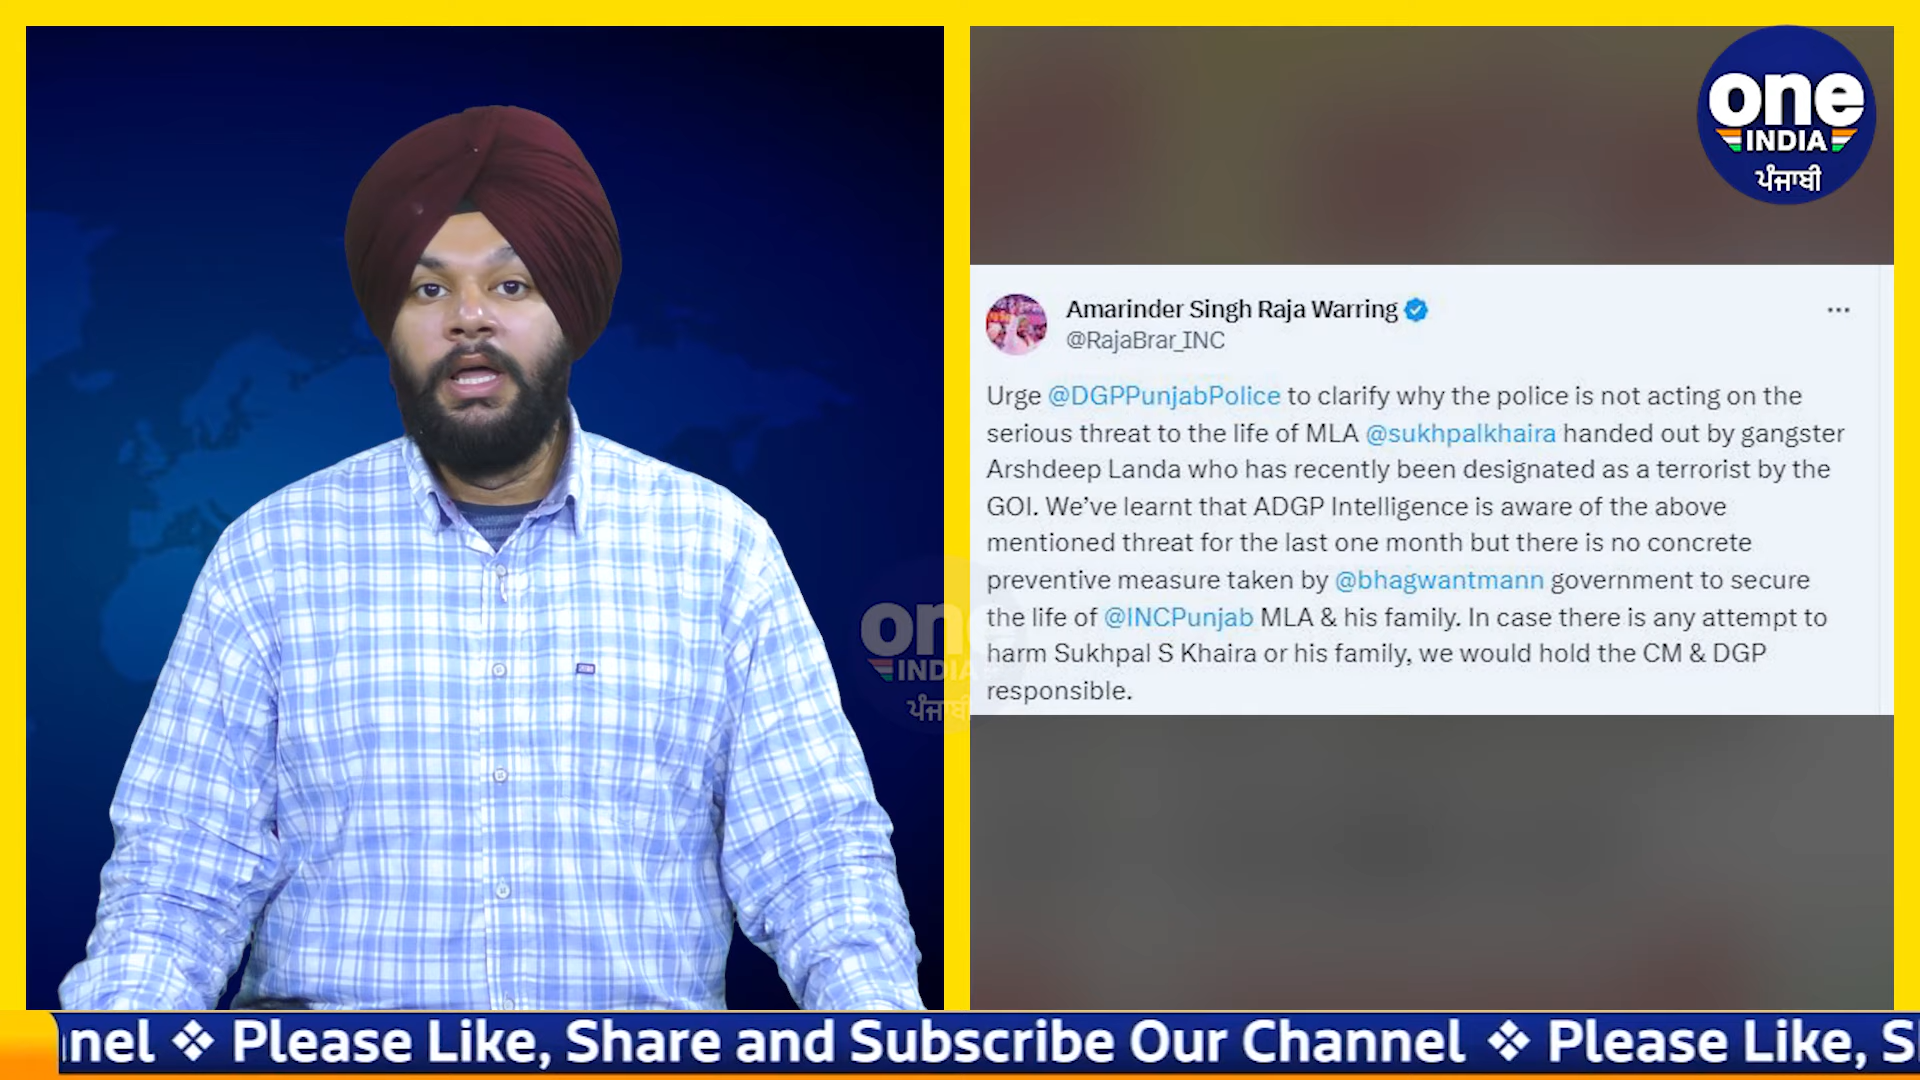 one
INDIA
ਪੰਜਾਬੀ
Amarinder Singh Raja Warring
@RajaBrar_INC
Urge @DGPPunjabPolice to clarify why the police is not acting on the
serious threat to the life of MLA @sukhpalkhaira handed out by gangster
Arshdeep Landa who has recently been designated as a terrorist by the
GOI. We’ve learnt that ADGP Intelligence is aware of the above
mentioned threat for the last one month but there is no concrete
preventive measure taken by @bhagwantmann government to secure
the life of @INCPunjab MLA & his family. In case there is any attempt to
harm Sukhpal S Khaira or his family, we would hold the CM & DGP
responsible.
one
INDIA
ਪੰਜਾਬੀ
nel ❖ Please Like, Share and Subscribe Our Channel ❖ Please Like, S